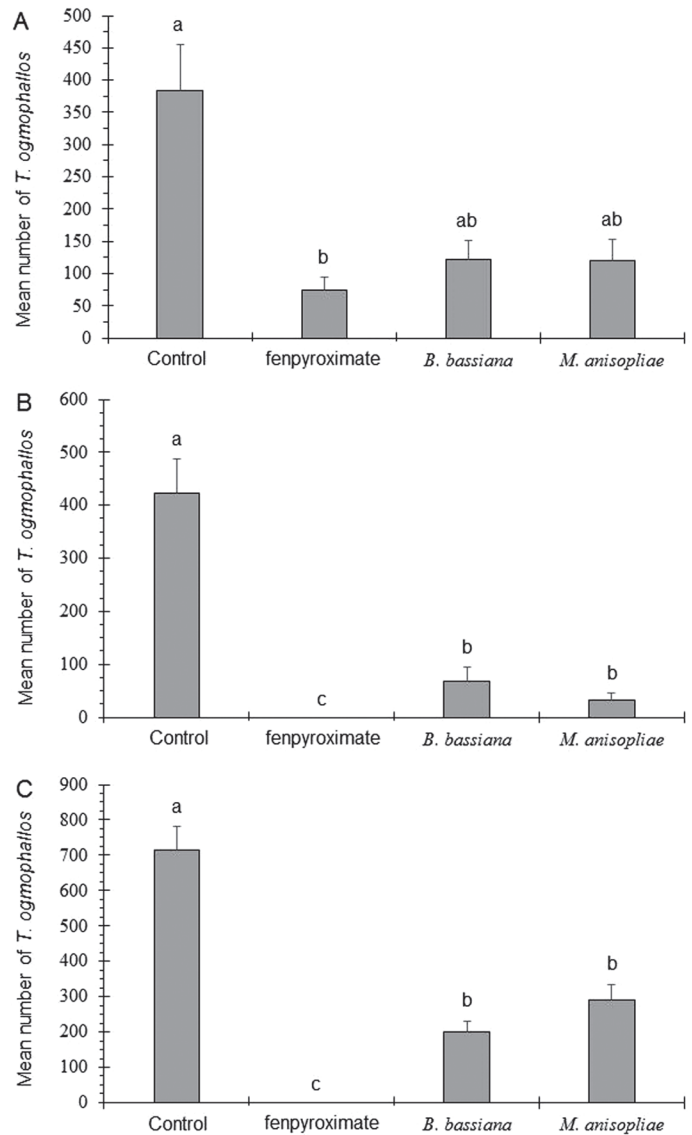 A
Mean number of T. ogmophallos
500
450
400
350
300
250
200
150
100
50
0
a
b
ab
ab
Control
fenpyroximate
B. bassiana
M. anisopliae
B
Mean number of T. ogmophallos
600
500
400
300
200
100
0
a
c
b
b
Control
fenpyroximate
B. bassiana
M. anisopliae
C
Mean number of T. ogmophallos
900
800
700
600
500
400
300
200
100
0
a
c
b
b
Control
fenpyroximate
B. bassiana
M. anisopliae